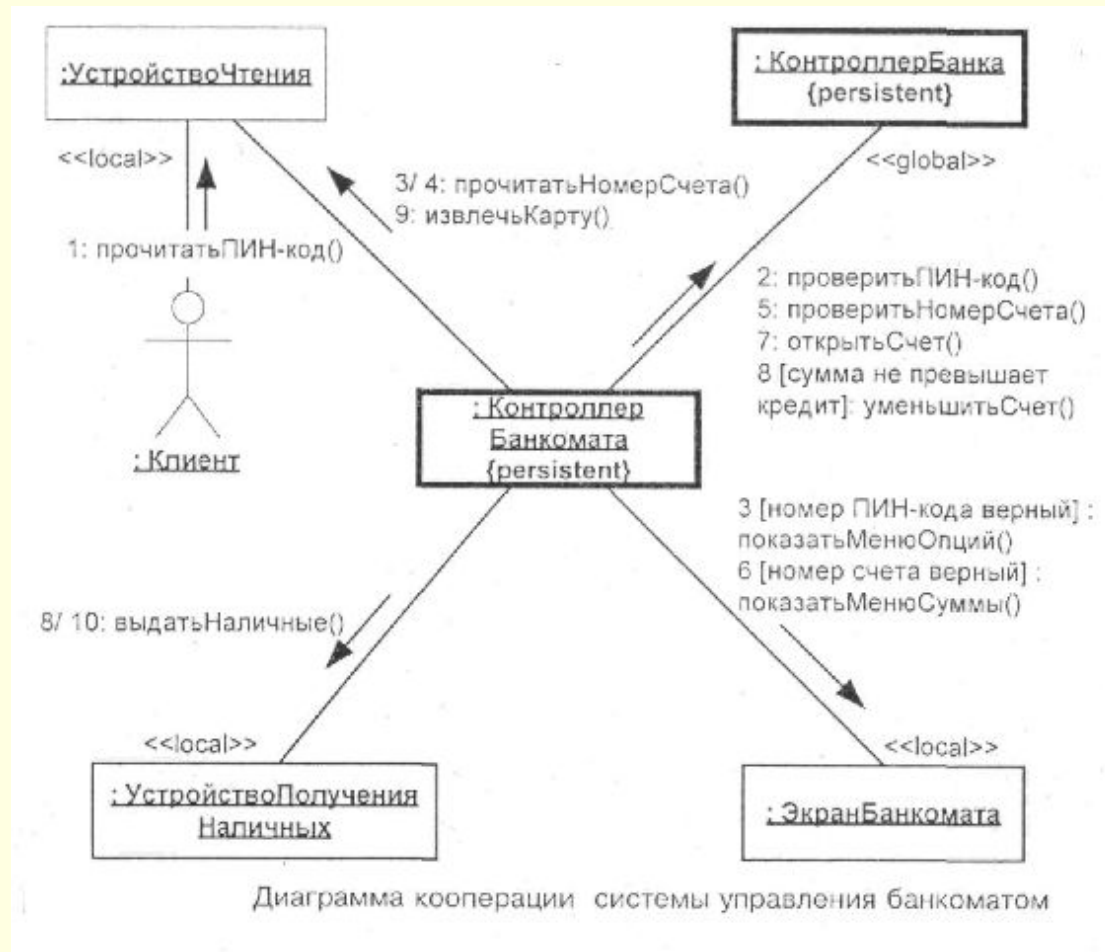 :УстройствоЧтения
: КонтроллерБанка
{persistent}
<<local>>
<<global>>
3/ 4: прочитатьНомерСчета()
9: извлечьКарту()
1: прочитатьПИН-код()
2: проверитьПИН-код()
5: проверитьНомерСчета()
7: открытьСчет()
8 [сумма не превышает
кредит]: уменьшитьСчет()
: Контроллер
Банкомата
{persistent}
: Клиент
3 [номер ПИН-кода верный] :
показатьМенюОпций()
6 [номер счета верный] :
показатьМенюСуммы()
8/ 10: выдатьНаличные()
<<local>>
<<local>>
: УстройствоПолучения
Наличных
: ЭкранБанкомата
Диаграмма кооперации системы управления банкоматом